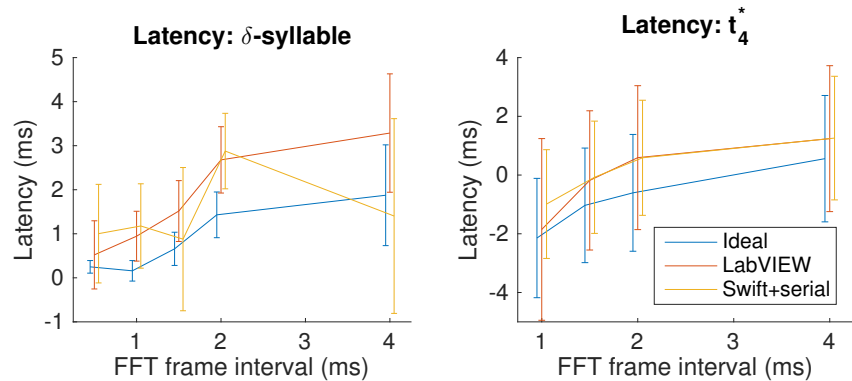 Latency: δ-syllable
Latency (ms)
5
4
3
2
1
0
-1
1
2
3
4
FFT frame interval (ms)
Latency: t₄*
Latency (ms)
4
2
0
-2
-4
1
2
3
4
FFT frame interval (ms)
Ideal
LabVIEW
Swift+serial